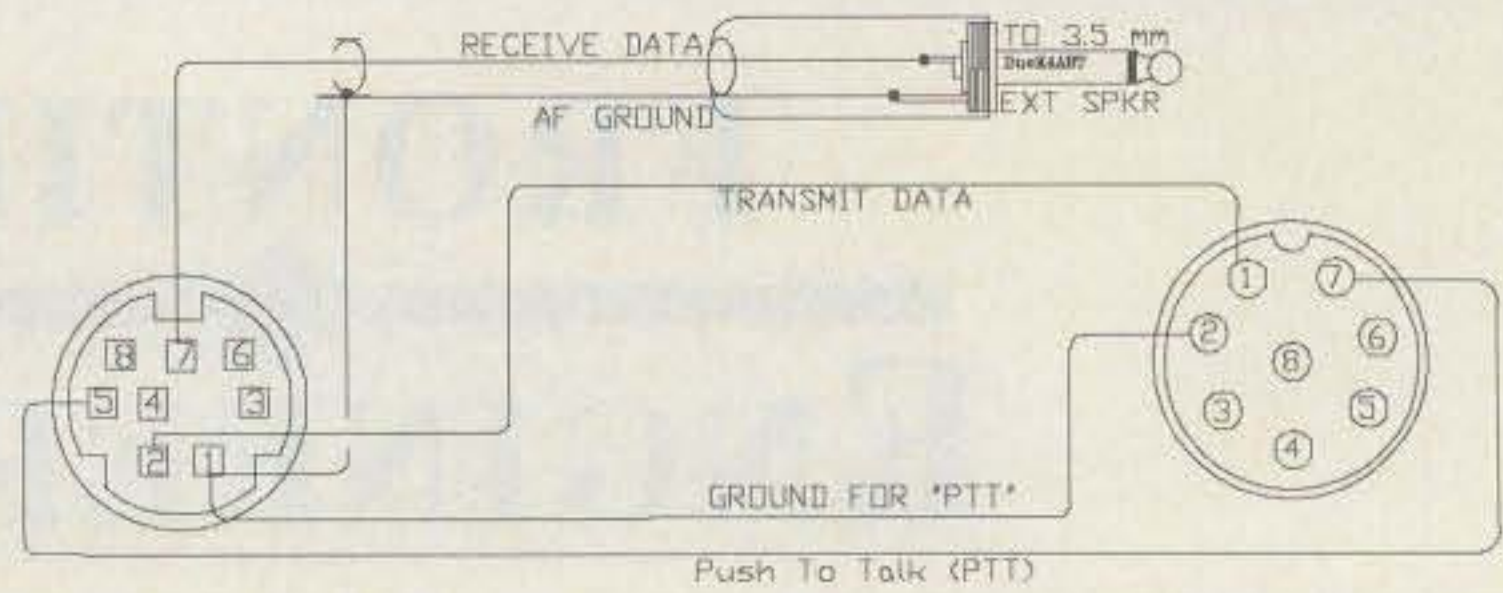 RECEIVE DATA
TO 3.5 mm
AF GROUND
EXT SPKR
TRANSMIT DATA
1 7
8 7 6
2 6
8
5 4 3
3 5
2 1
4
GROUND FOR "PTT"
Push To Talk (PTT)